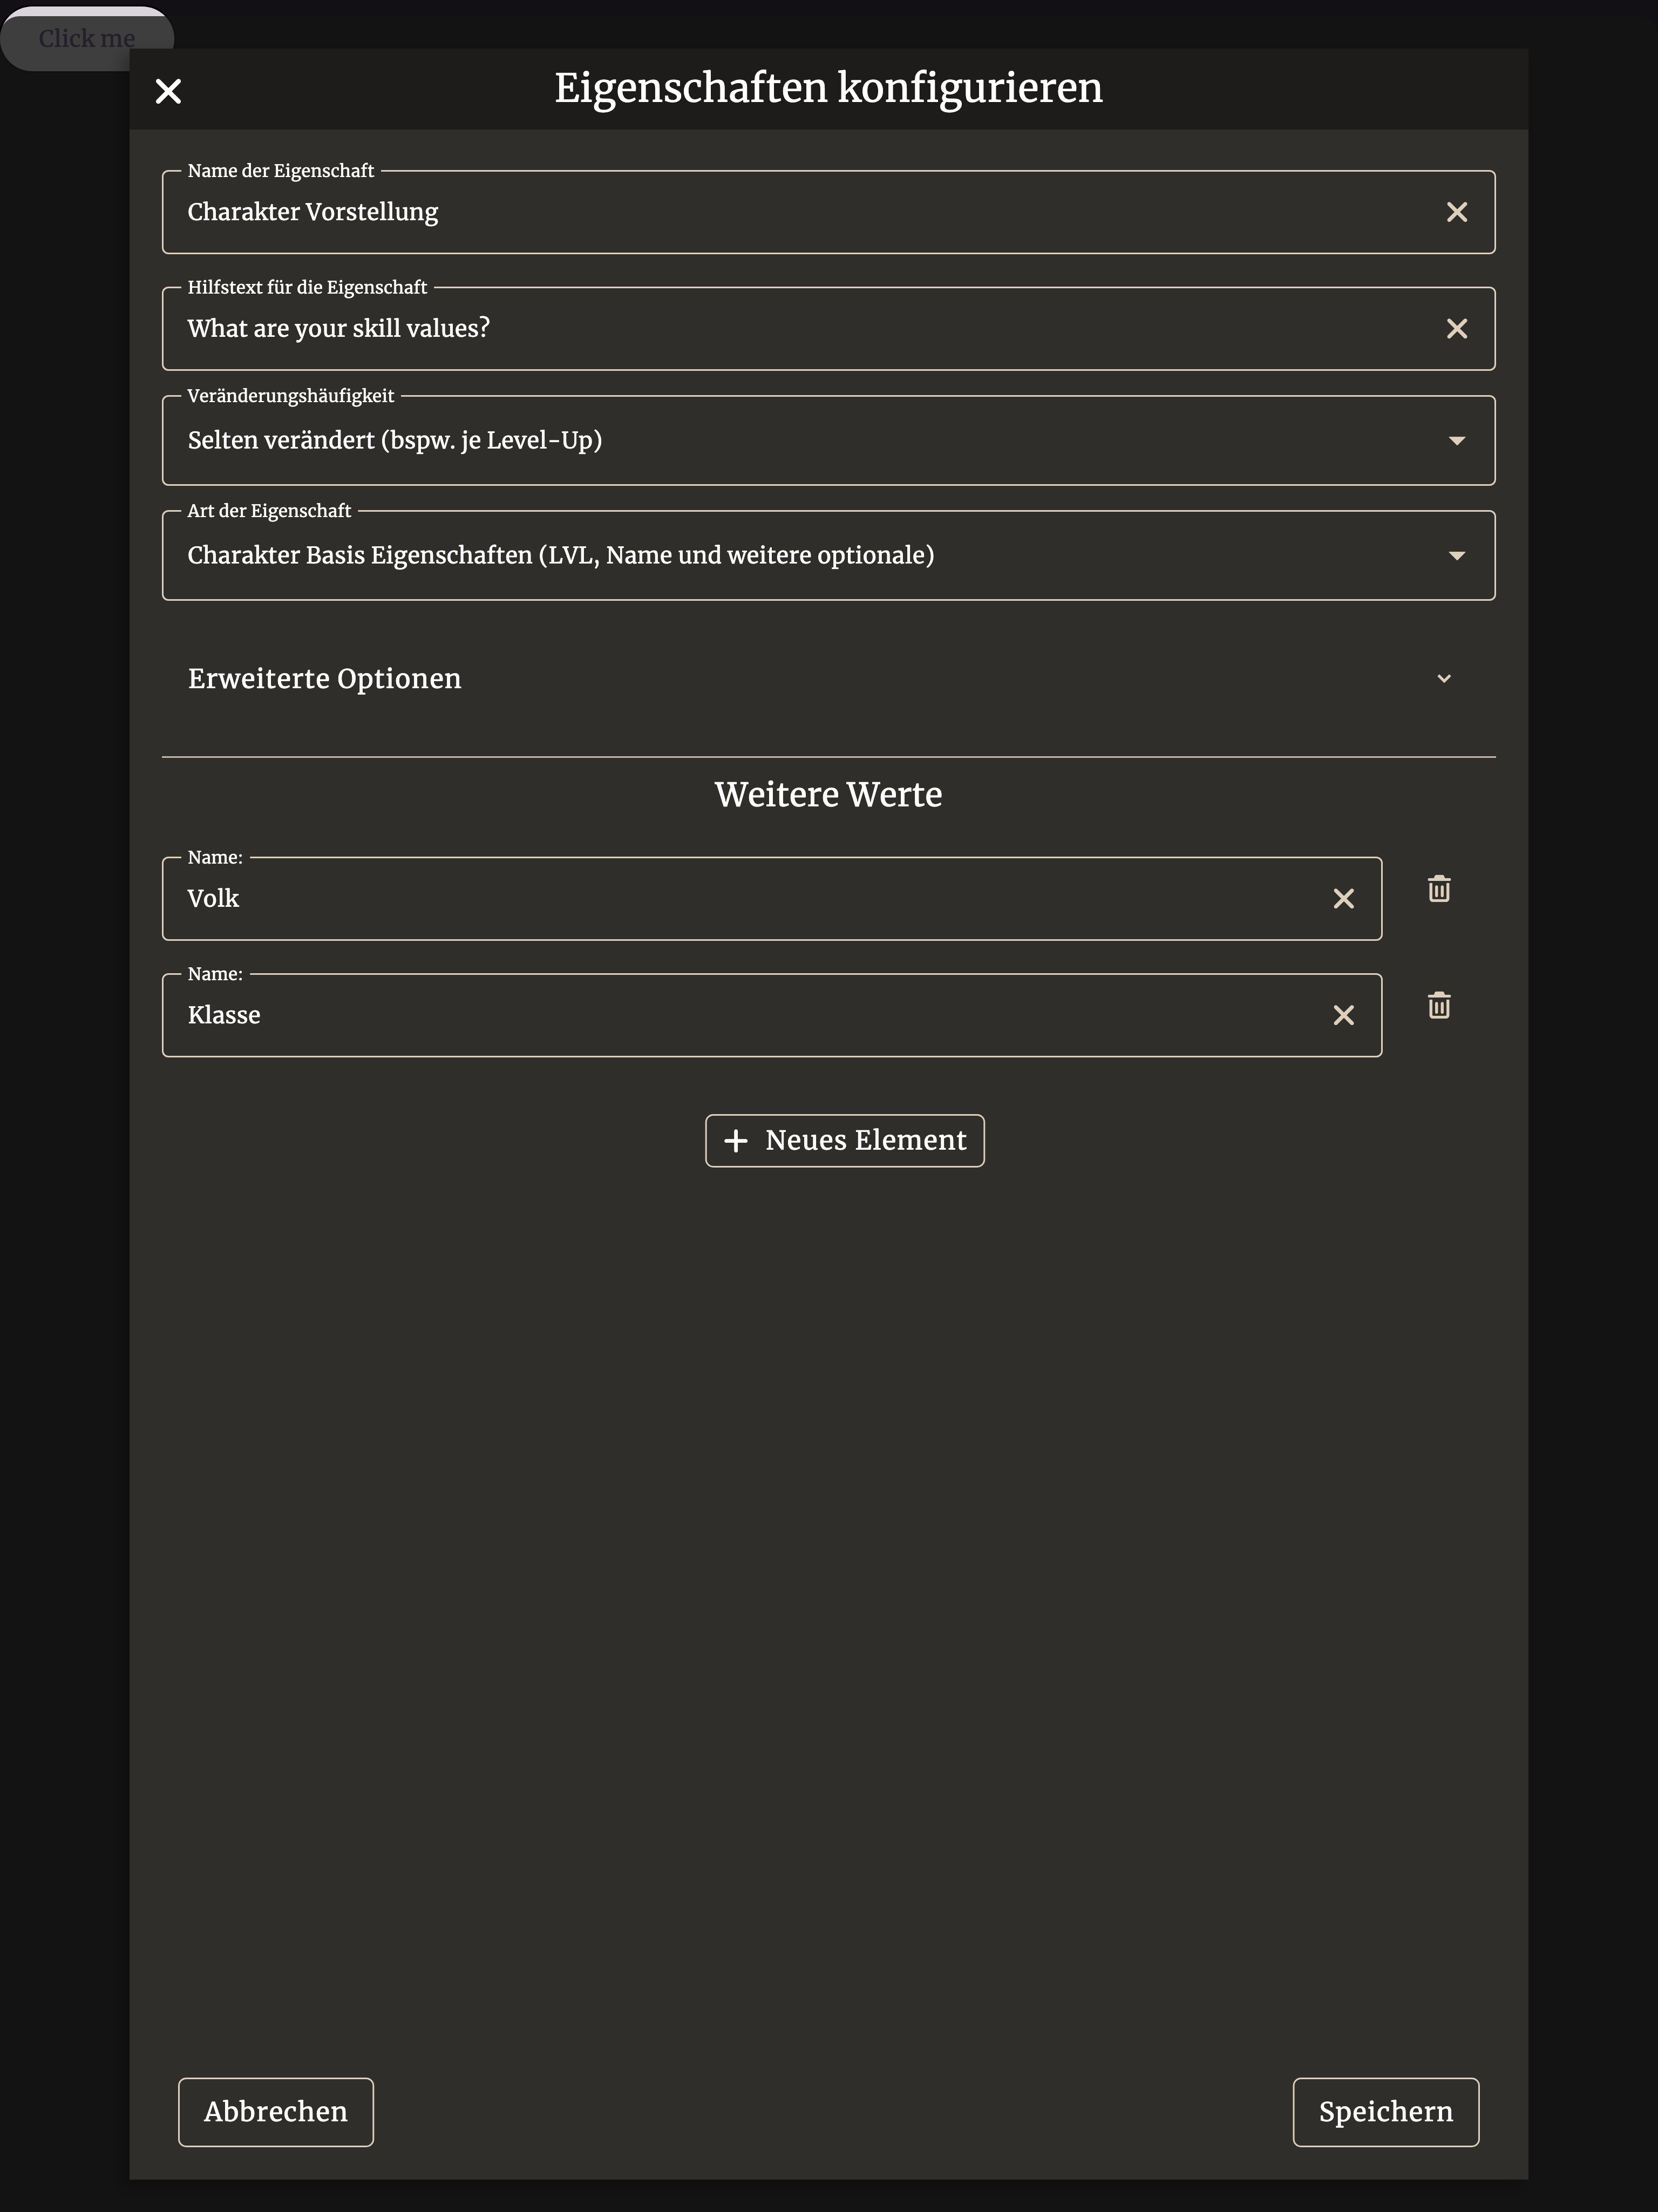 Click me
Eigenschaften konfigurieren
Name der Eigenschaft
Charakter Vorstellung
Hilfstext für die Eigenschaft
What are your skill values?
Veränderungshäufigkeit
Selten verändert (bspw. je Level-Up)
Art der Eigenschaft
Charakter Basis Eigenschaften (LVL, Name und weitere optionale)
Erweiterte Optionen
Weitere Werte
Name:
Volk
Name:
Klasse
Neues Element
Abbrechen
Speichern